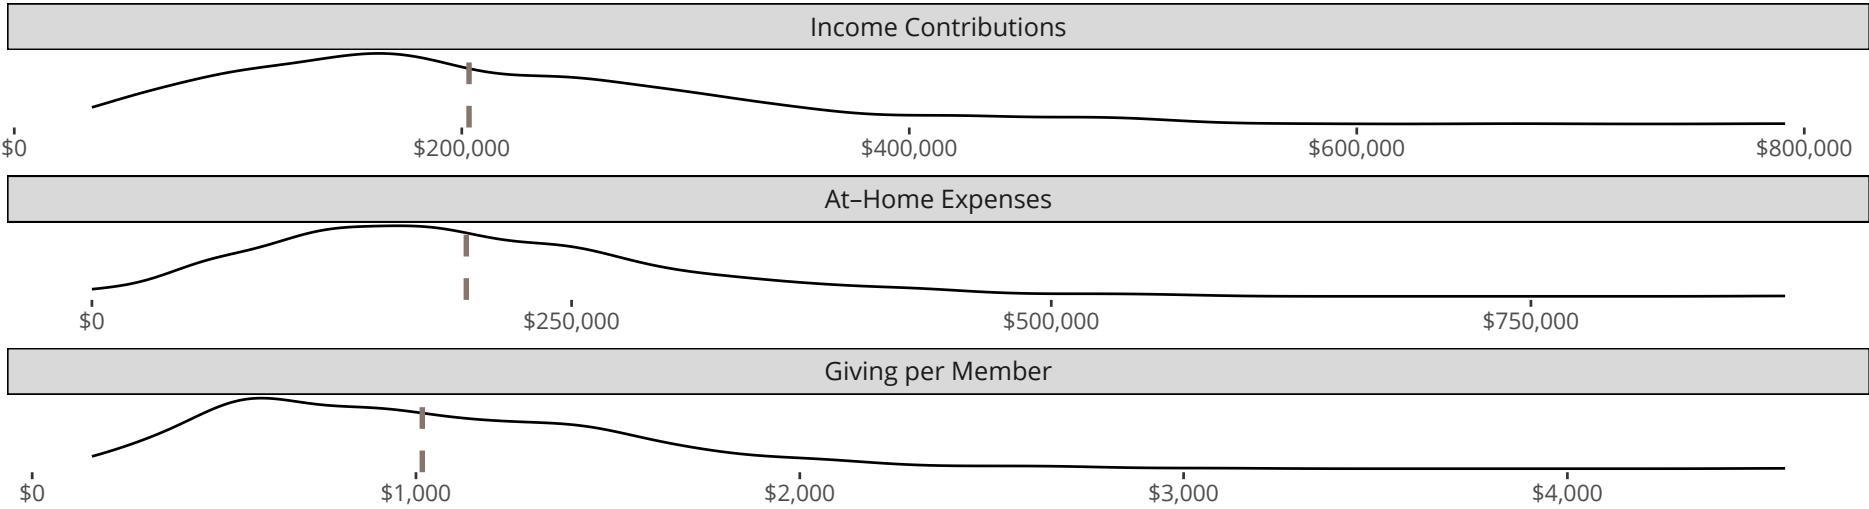 Income Contributions
$0 $200,000 $400,000 $600,000 $800,000
At–Home Expenses
$0 $250,000 $500,000 $750,000
Giving per Member
$0 $1,000 $2,000 $3,000 $4,000